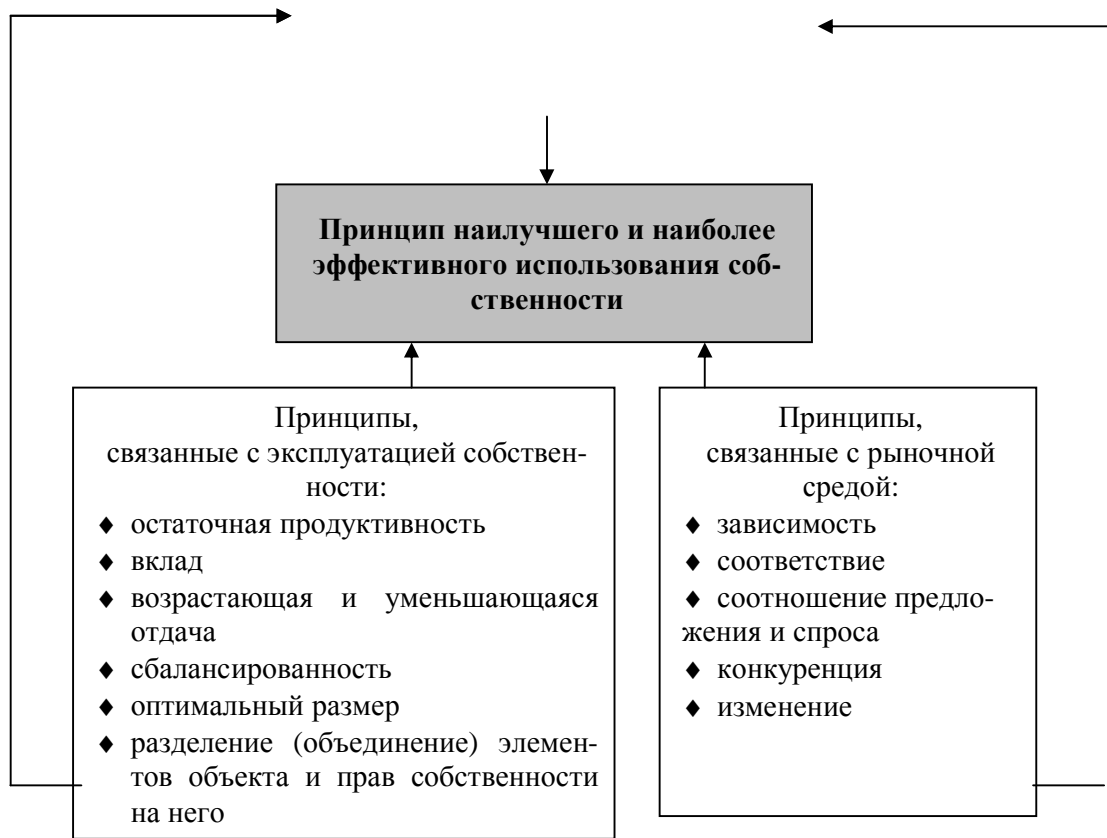 Принцип наилучшего и наиболее
эффективного использования соб-
ственности
Принципы,
связанные с эксплуатацией собствен-
ности:
♦ остаточная продуктивность
♦ вклад
♦ возрастающая и уменьшающаяся
отдача
♦ сбалансированность
♦ оптимальный размер
♦ разделение (объединение) элемен-
тов объекта и прав собственности
на него
Принципы,
связанные с рыночной
средой:
♦ зависимость
♦ соответствие
♦ соотношение предло-
жения и спроса
♦ конкуренция
♦ изменение